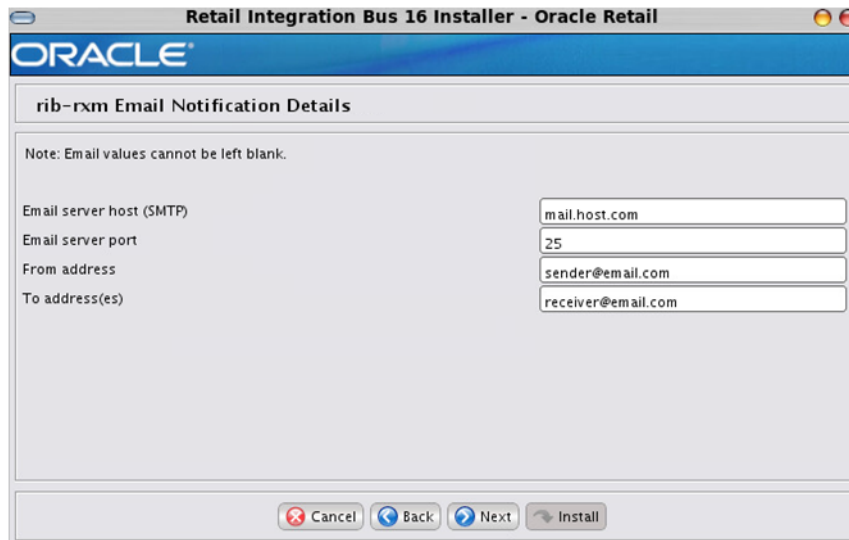 Retail Integration Bus 16 Installer - Oracle Retail
ORACLE®
rib-rxm Email Notification Details
Note: Email values cannot be left blank.
Email server host (SMTP) mail.host.com
Email server port 25
From address sender@email.com
To address(es) receiver@email.com
Cancel Back Next Install